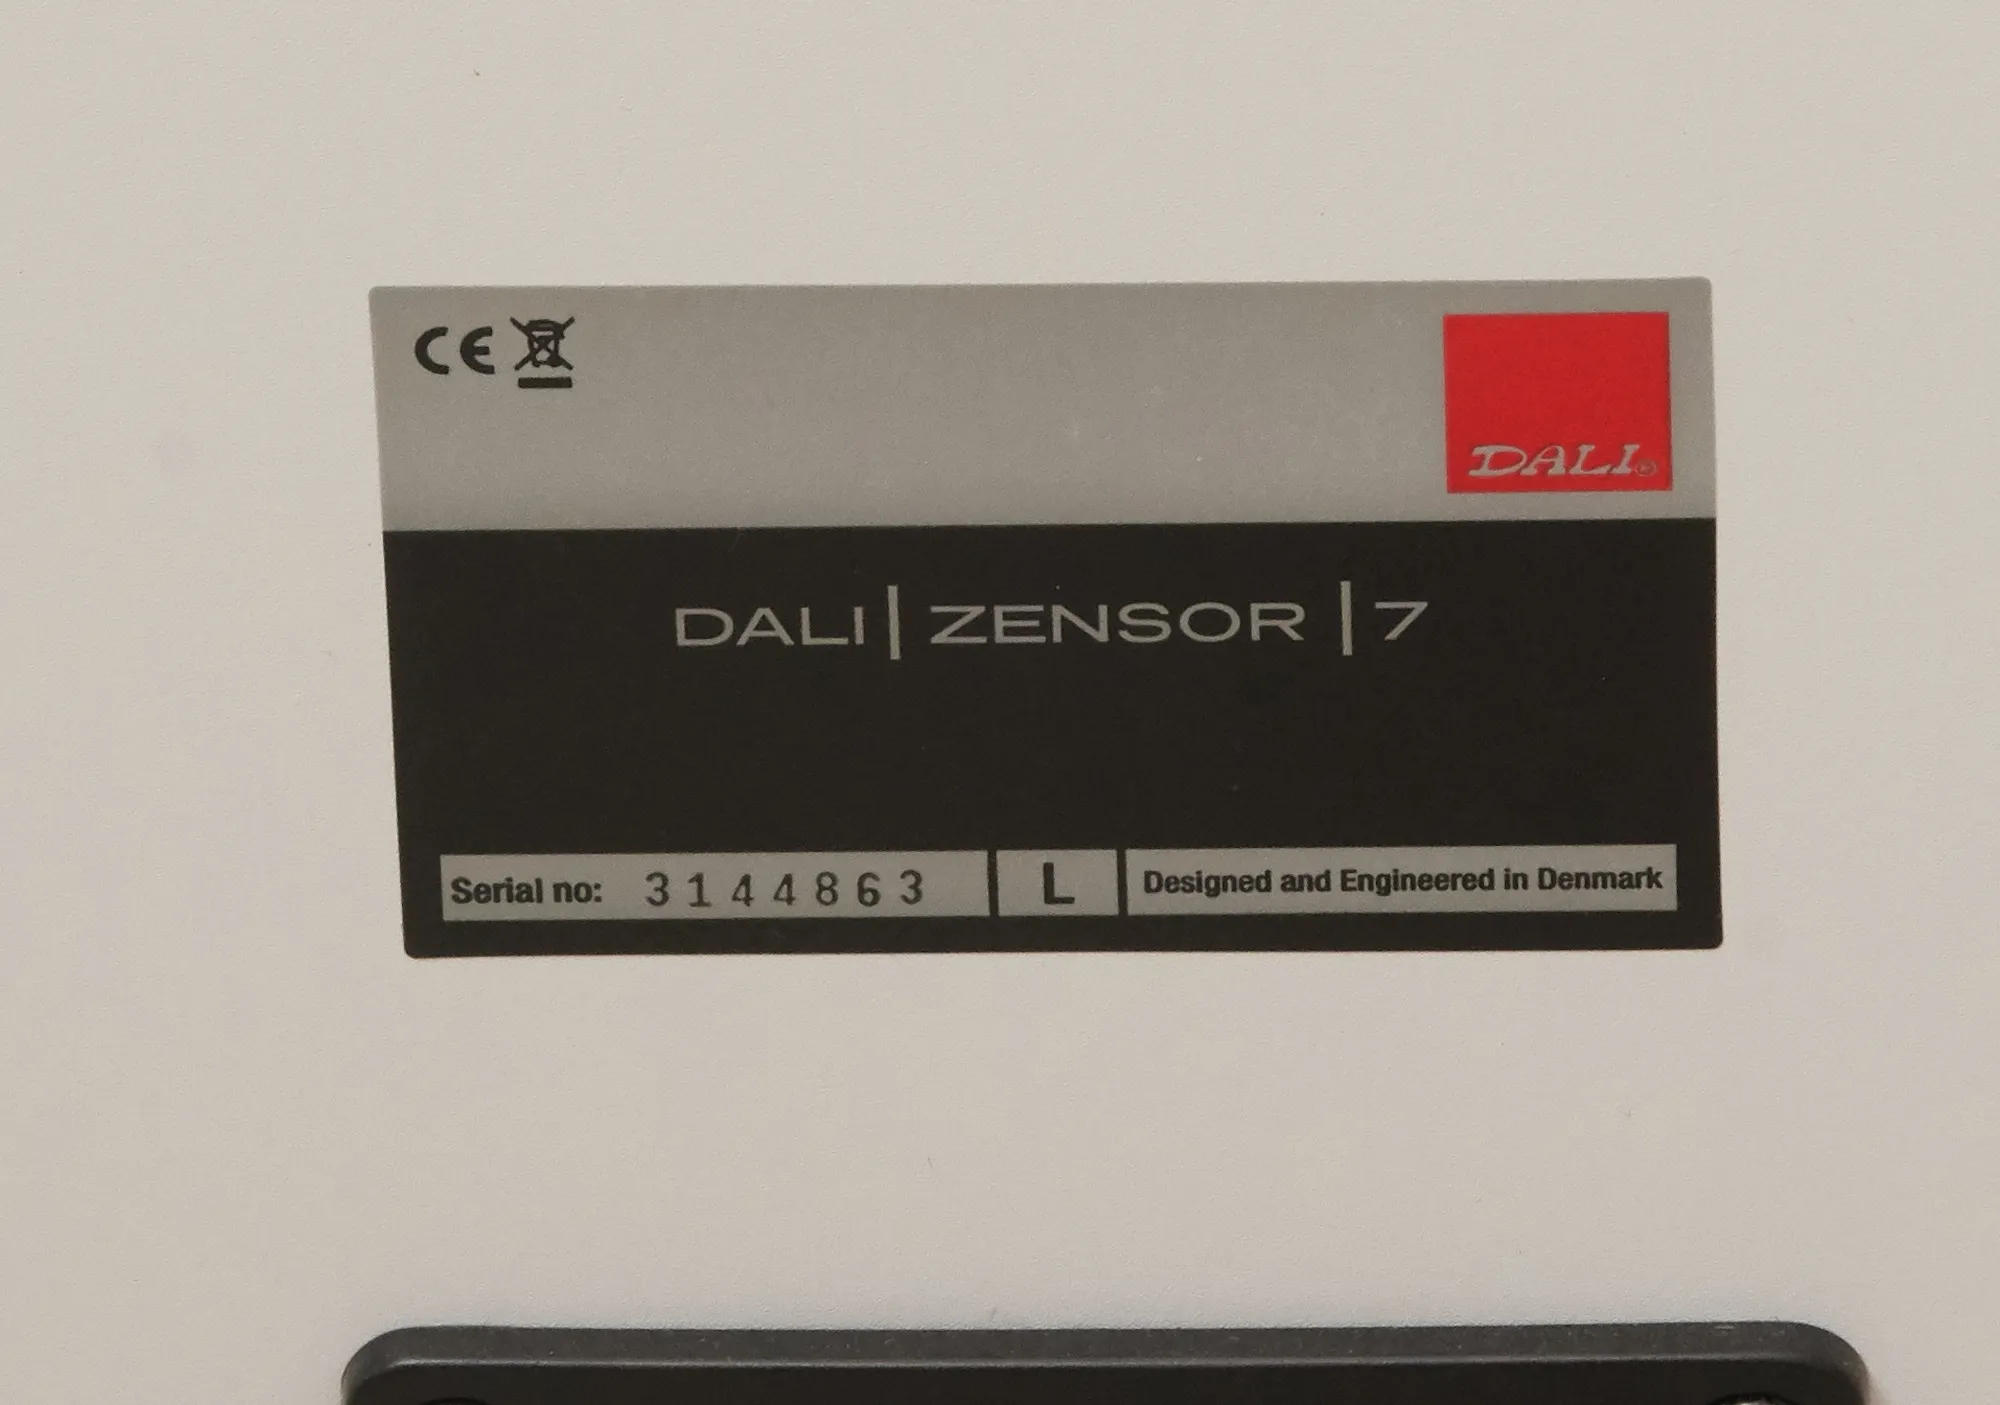 CE
DALI®
DALI | ZENSOR | 7
Serial no: 3144863
L
Designed and Engineered in Denmark